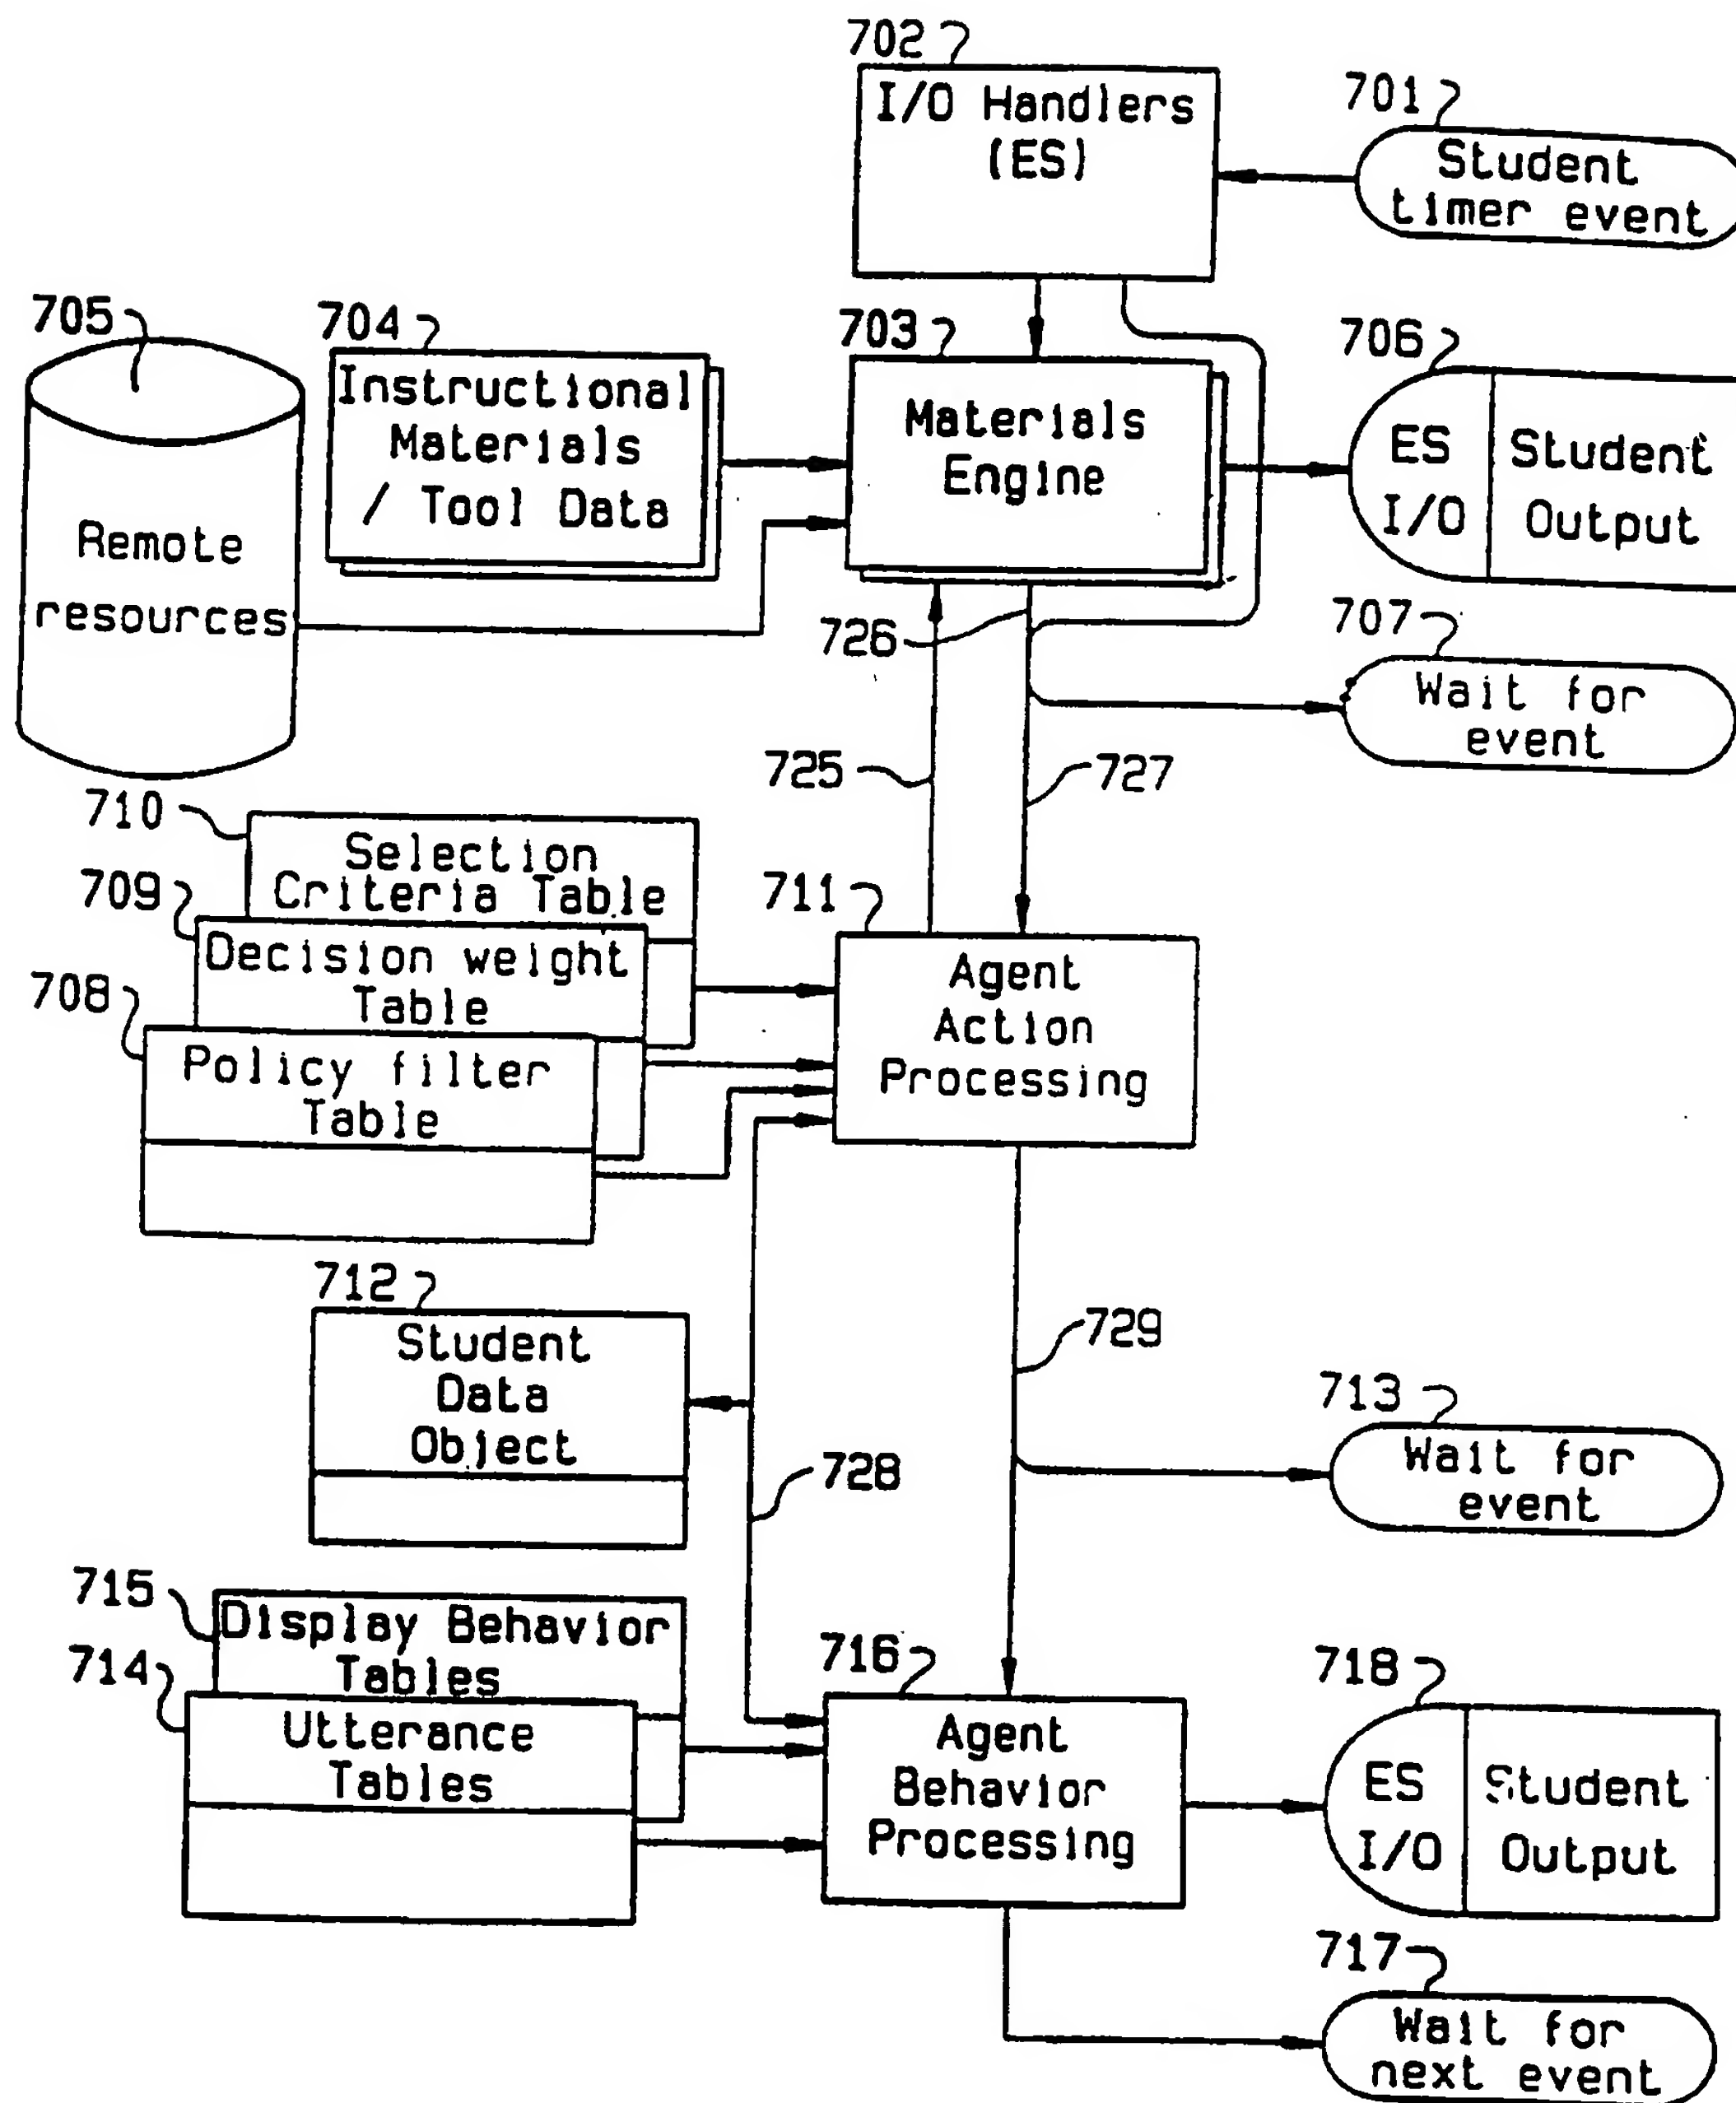 702
I/O Handlers
(ES)
701
Student
timer event
705
Remote
resources
704
Instructional
Materials
/ Tool Data
703
Materials
Engine
706
ES
I/O
Student
Output
726
707
Wait for
event
725
727
710
Selection
Criteria Table
709
Decision weight
Table
708
Policy filter
Table
711
Agent
Action
Processing
712
Student
Data
Object
729
713
Wait for
event
728
715
Display Behavior
Tables
714
Utterance
Tables
716
Agent
Behavior
Processing
718
ES
I/O
Student
Output
717
Wait for
next event